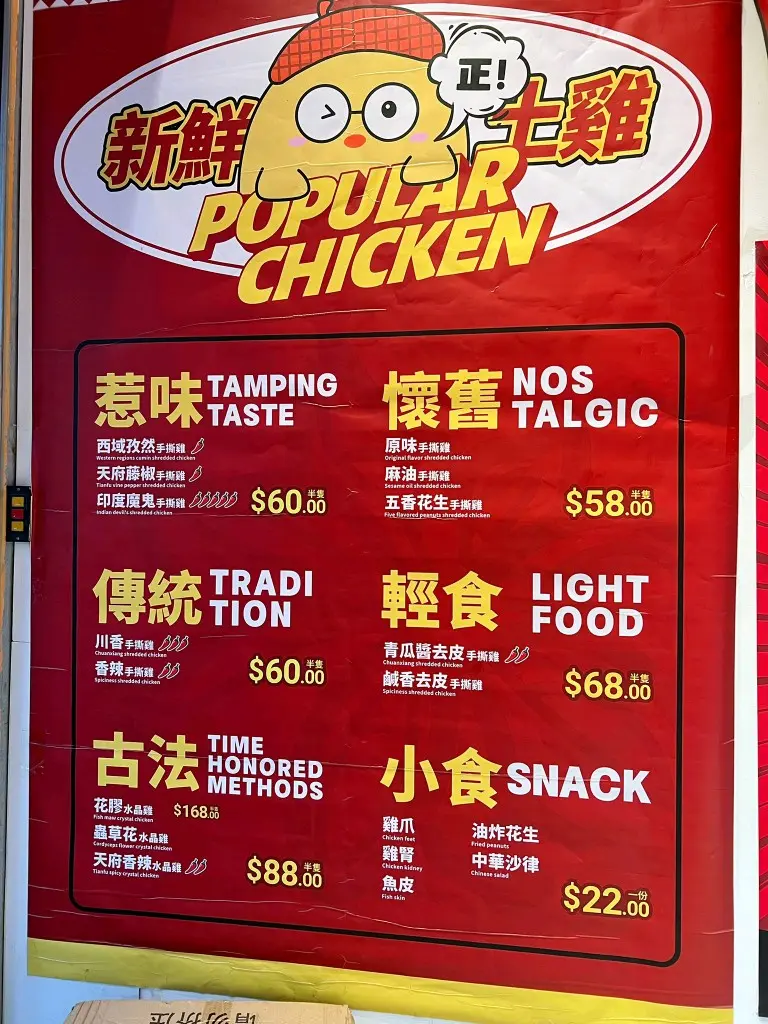 正!
新鮮 土雞
POPULAR
CHICKEN
惹味 TAMPING
TASTE
西域孜然手撕雞
Western regions cumin shredded chicken
天府藤椒手撕雞
Tianfu vine pepper shredded chicken
印度魔鬼手撕雞
Indian devil's shredded chicken
$60.00 半隻
懷舊 NOS
TALGIC
原味手撕雞
Original flavor shredded chicken
麻油手撕雞
Sesame oil shredded chicken
五香花生手撕雞
Five flavored peanuts shredded chicken
$58.00 半隻
傳統 TRADI
TION
川香手撕雞
Chuanxiang shredded chicken
香辣手撕雞
Spiciness shredded chicken
$60.00 半隻
輕食 LIGHT
FOOD
青瓜醬去皮手撕雞
Chuanxiang shredded chicken
鹹香去皮手撕雞
Spiciness shredded chicken
$68.00 半隻
古法 TIME
HONORED
METHODS
花膠水晶雞 $168.00
Fish maw crystal chicken
蟲草花水晶雞
Cordyceps flower crystal chicken
天府香辣水晶雞
Tianfu spicy crystal chicken
$88.00 半隻
小食 SNACK
雞爪
Chicken feet
雞腎
Chicken kidney
魚皮
Fish skin
油炸花生
Fried peanuts
中華沙律
Chinese salad
$22.00 一份